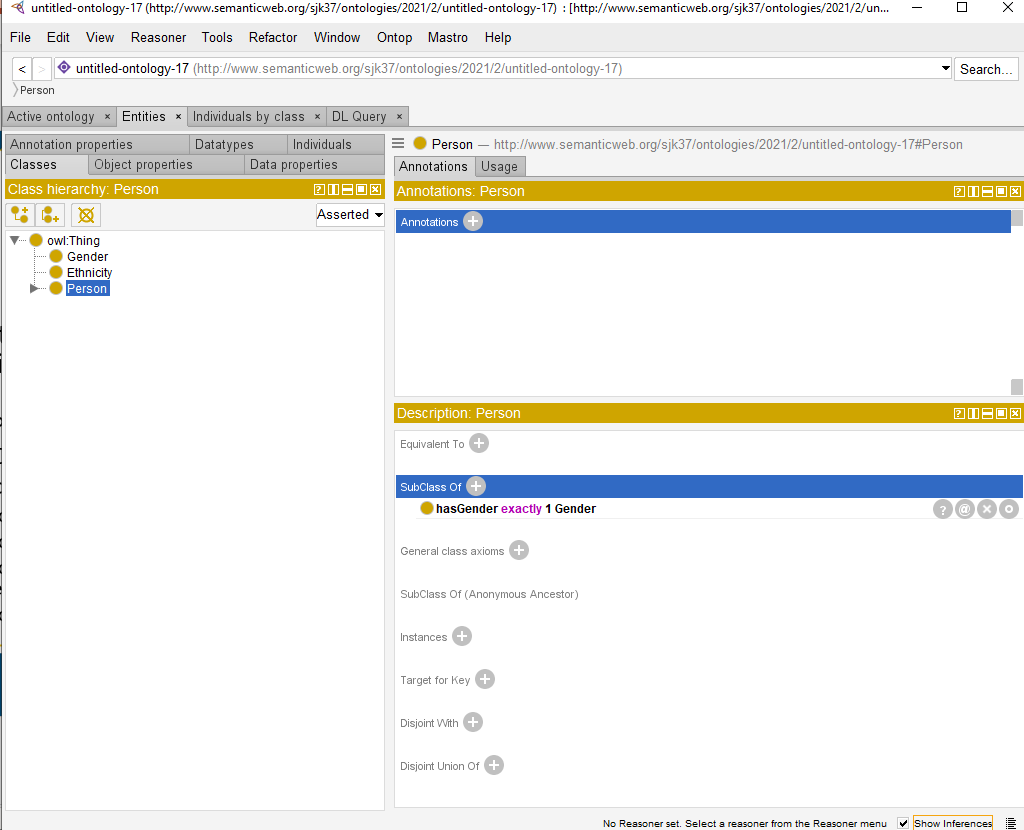 untitled-ontology-17 (http://www.semanticweb.org/sjk37/ontologies/2021/2/untitled-ontology-17) : [http://www.semanticweb.org/sjk37/ontologies/2021/2/un...
File Edit View Reasoner Tools Refactor Window Ontop Mastro Help
< > untitled-ontology-17 (http://www.semanticweb.org/sjk37/ontologies/2021/2/untitled-ontology-17) Search...
Person
Active ontology × Entities × Individuals by class × DL Query ×
Annotation properties Datatypes Individuals
Classes Object properties Data properties
Class hierarchy: Person
Asserted
owl:Thing
Gender
Ethnicity
Person
Person — http://www.semanticweb.org/sjk37/ontologies/2021/2/untitled-ontology-17#Person
Annotations Usage
Annotations: Person
Annotations
Description: Person
Equivalent To
SubClass Of
hasGender exactly 1 Gender
General class axioms
SubClass Of (Anonymous Ancestor)
Instances
Target for Key
Disjoint With
Disjoint Union Of
No Reasoner set. Select a reasoner from the Reasoner menu Show Inferences